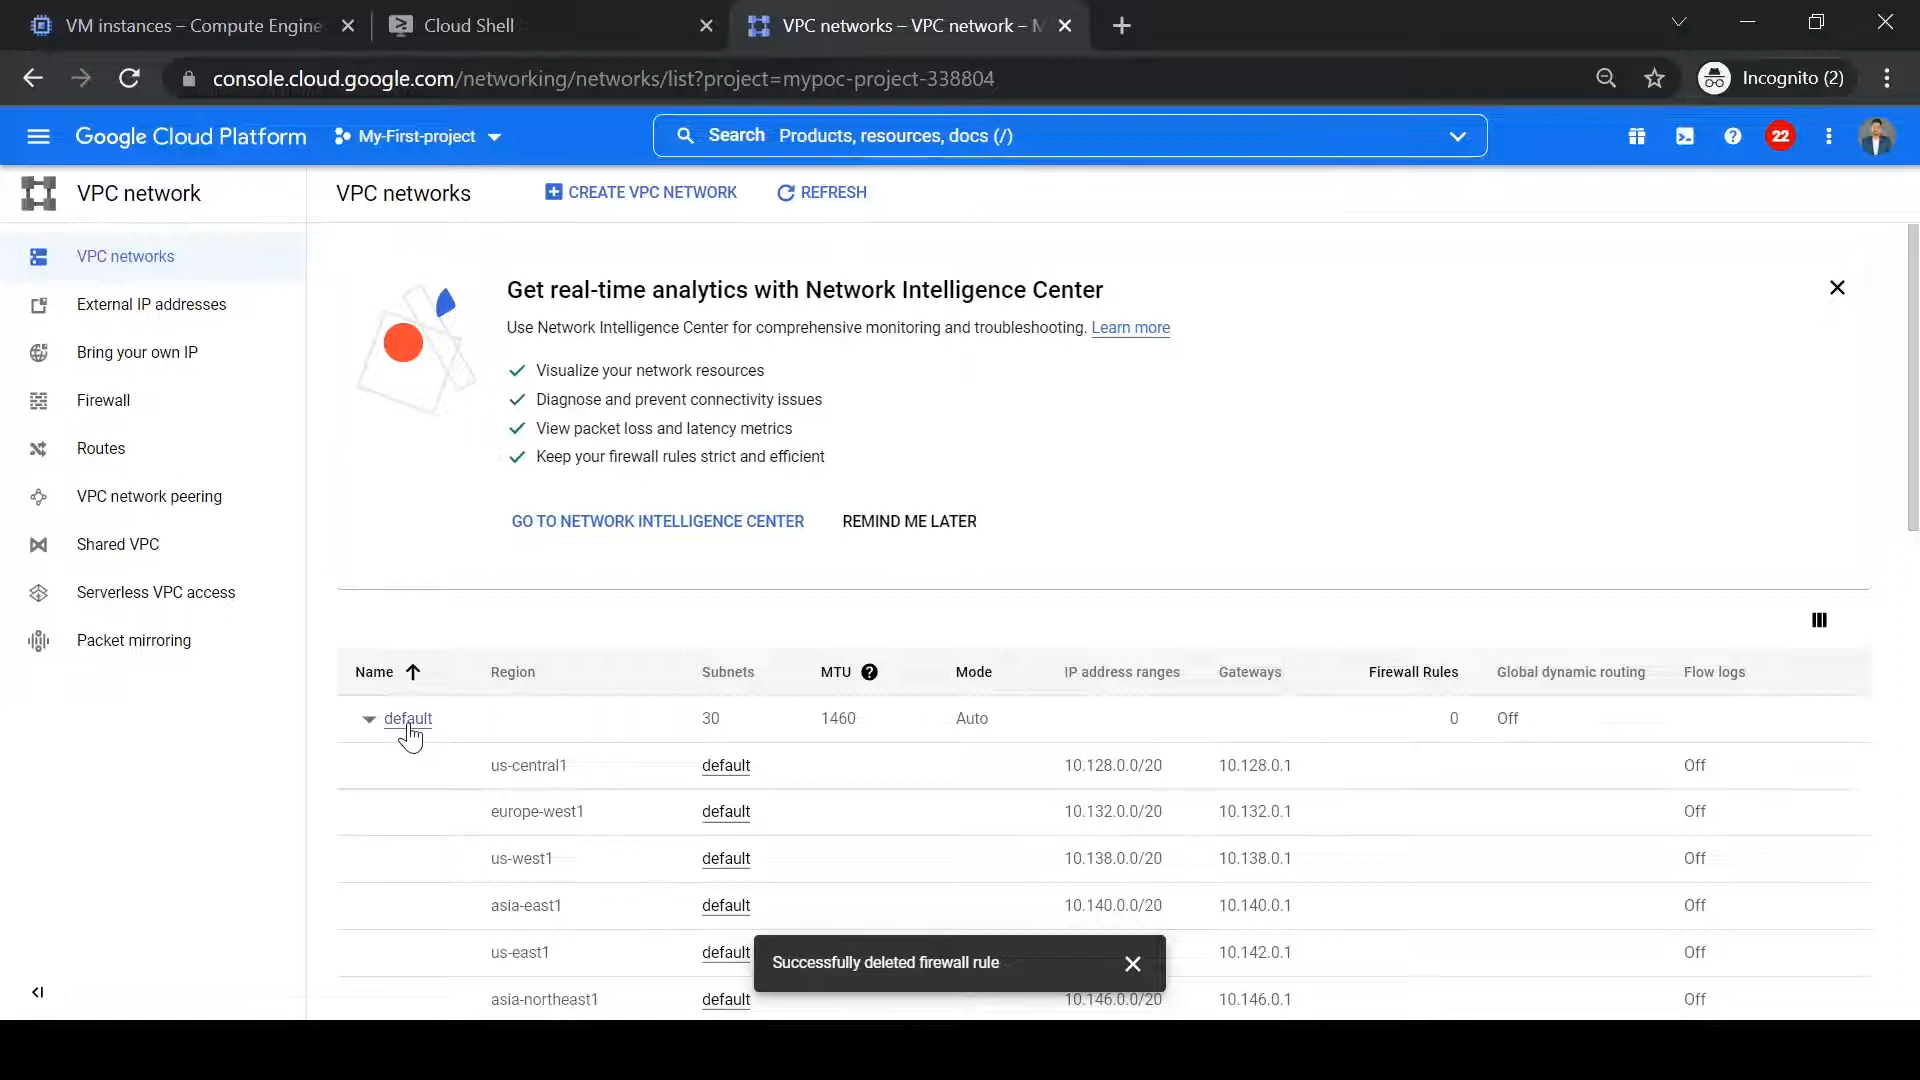 VM instances – Compute Engine
Cloud Shell
VPC networks – VPC network – M
console.cloud.google.com/networking/networks/list?project=mypoc-project-338804
Incognito (2)
Google Cloud Platform
My-First-project
Search Products, resources, docs (/)
22
VPC network
VPC networks
CREATE VPC NETWORK
REFRESH
VPC networks
External IP addresses
Bring your own IP
Firewall
Routes
VPC network peering
Shared VPC
Serverless VPC access
Packet mirroring
Get real-time analytics with Network Intelligence Center
Use Network Intelligence Center for comprehensive monitoring and troubleshooting. Learn more
Visualize your network resources
Diagnose and prevent connectivity issues
View packet loss and latency metrics
Keep your firewall rules strict and efficient
GO TO NETWORK INTELLIGENCE CENTER REMIND ME LATER
Name Region Subnets MTU Mode IP address ranges Gateways Firewall Rules Global dynamic routing Flow logs
default 30 1460 Auto 0 Off
us-central1 default 10.128.0.0/20 10.128.0.1 Off
europe-west1 default 10.132.0.0/20 10.132.0.1 Off
us-west1 default 10.138.0.0/20 10.138.0.1 Off
asia-east1 default 10.140.0.0/20 10.140.0.1 Off
us-east1 default 10.142.0.1 Off
Successfully deleted firewall rule
asia-northeast1 default 10.146.0.0/20 10.146.0.1 Off